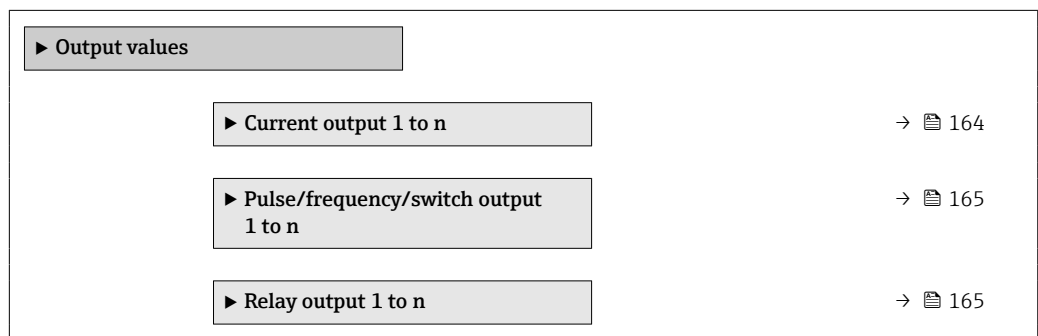 ▶ Output values
▶ Current output 1 to n → 164
▶ Pulse/frequency/switch output
1 to n → 165
▶ Relay output 1 to n → 165